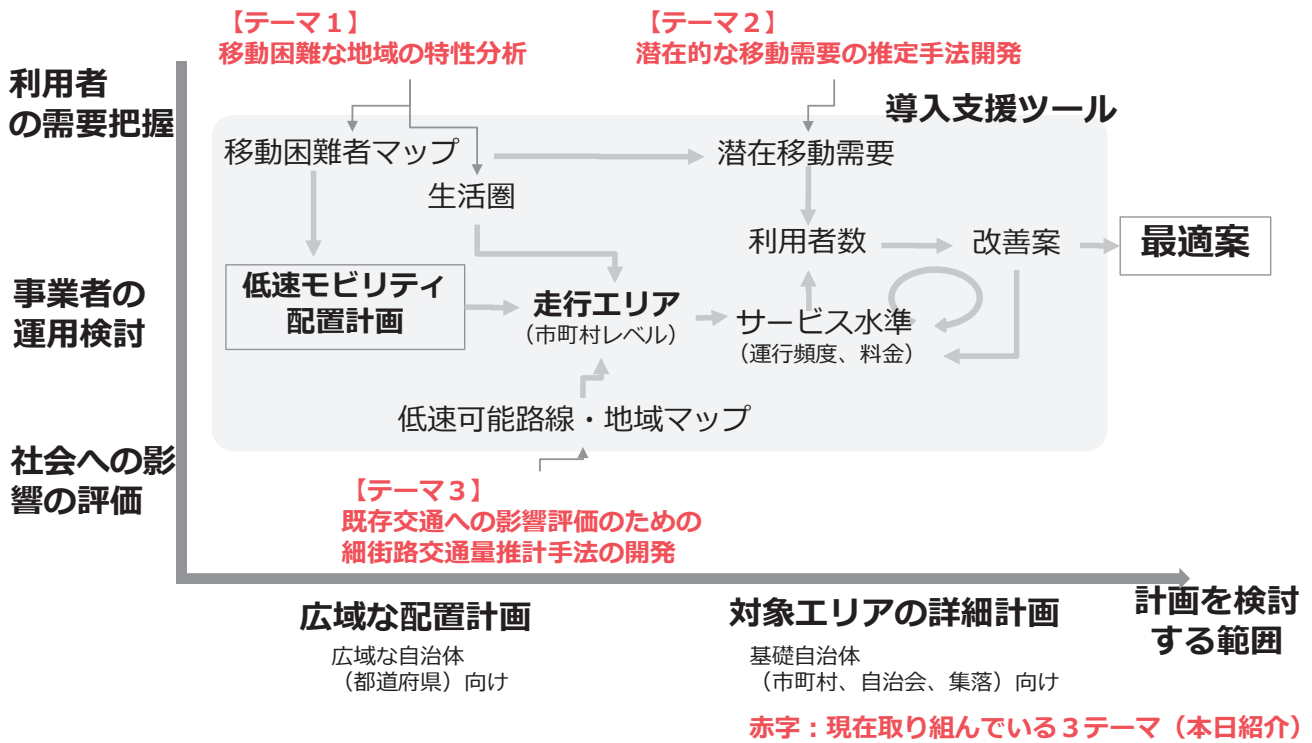 【テーマ１】
移動困難な地域の特性分析
【テーマ２】
潜在的な移動需要の推定手法開発
利用者
の需要把握
導入支援ツール
移動困難者マップ
潜在移動需要
生活圏
利用者数
改善案
最適案
事業者の
運用検討
低速モビリティ
配置計画
走行エリア
（市町村レベル）
サービス水準
（運行頻度、料金）
低速可能路線・地域マップ
社会への影
響の評価
【テーマ３】
既存交通への影響評価のための
細街路交通量推計手法の開発
広域な配置計画
広域な自治体
（都道府県）向け
対象エリアの詳細計画
基礎自治体
（市町村、自治会、集落）向け
計画を検討
する範囲
赤字：現在取り組んでいる３テーマ（本日紹介）